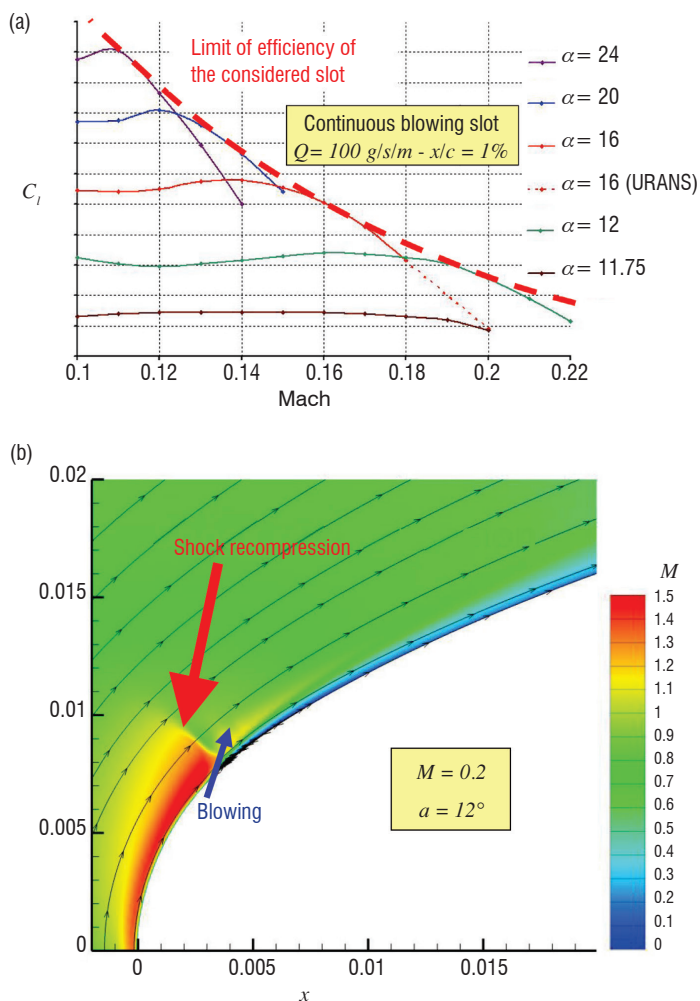 (a)
Limit of efficiency of
the considered slot
Continuous blowing slot
Q= 100 g/s/m - x/c = 1%
α = 24
α = 20
α = 16
α = 16 (URANS)
α = 12
α = 11.75
C_l
0.1 0.12 0.14 0.16 0.18 0.2 0.22
Mach
(b)
0.02
0.015
0.01
0.005
0
Shock recompression
Blowing
M = 0.2
a = 12°
0 0.005 0.01 0.015
x
M
1.5
1.4
1.3
1.2
1.1
1
0.9
0.8
0.7
0.6
0.5
0.4
0.3
0.2
0.1
0